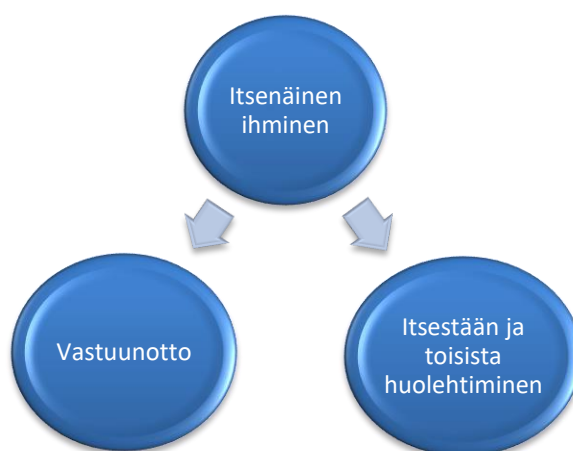 Itsenäinen
ihminen
Vastuunotto
Itsestään ja
toisista
huolehtiminen